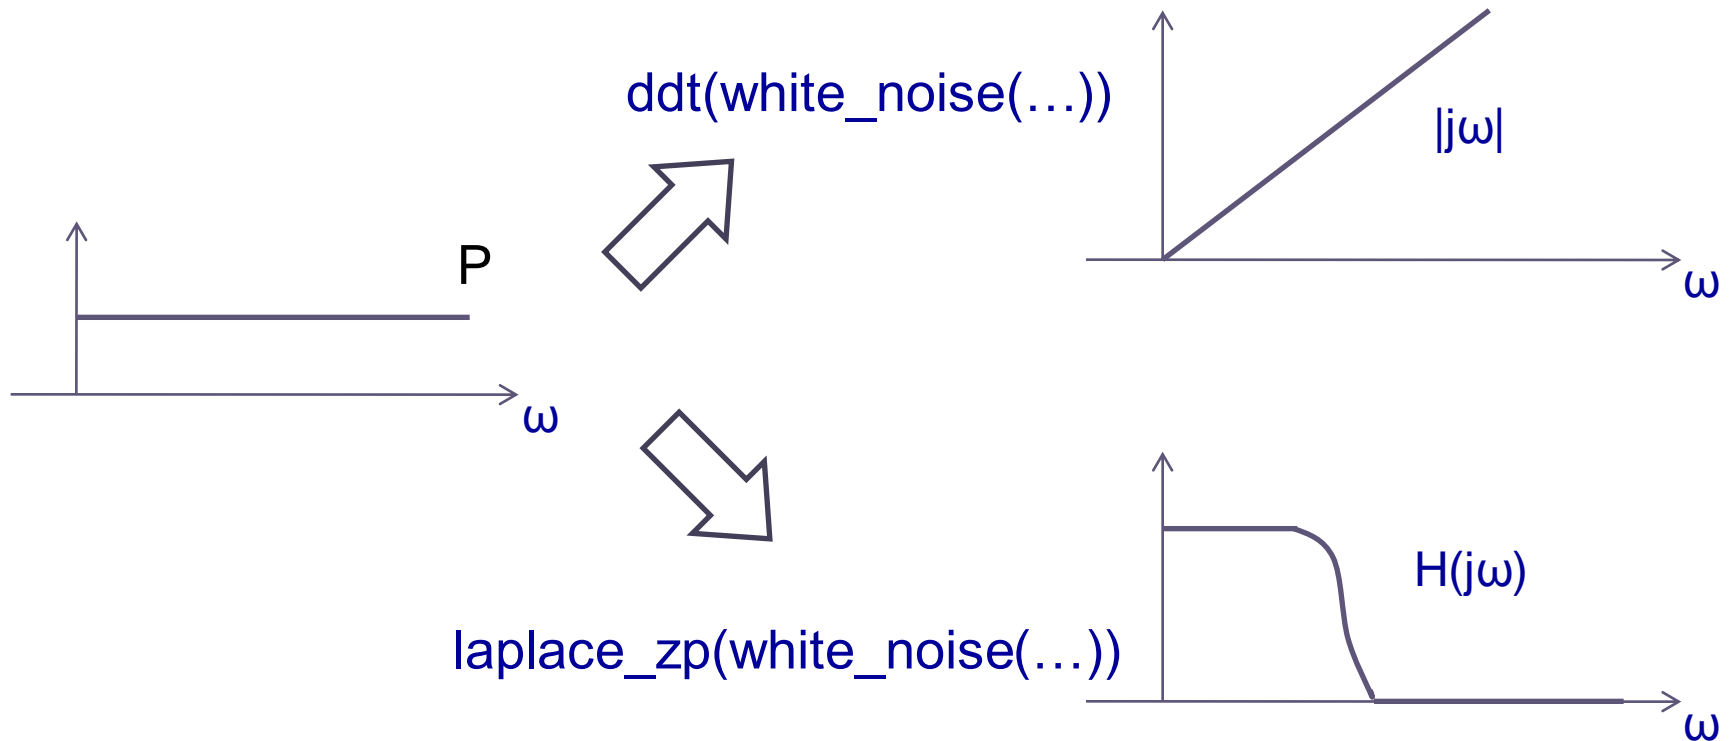 ddt(white_noise(…))
|jω|
P
ω
ω
H(jω)
laplace_zp(white_noise(…))
ω